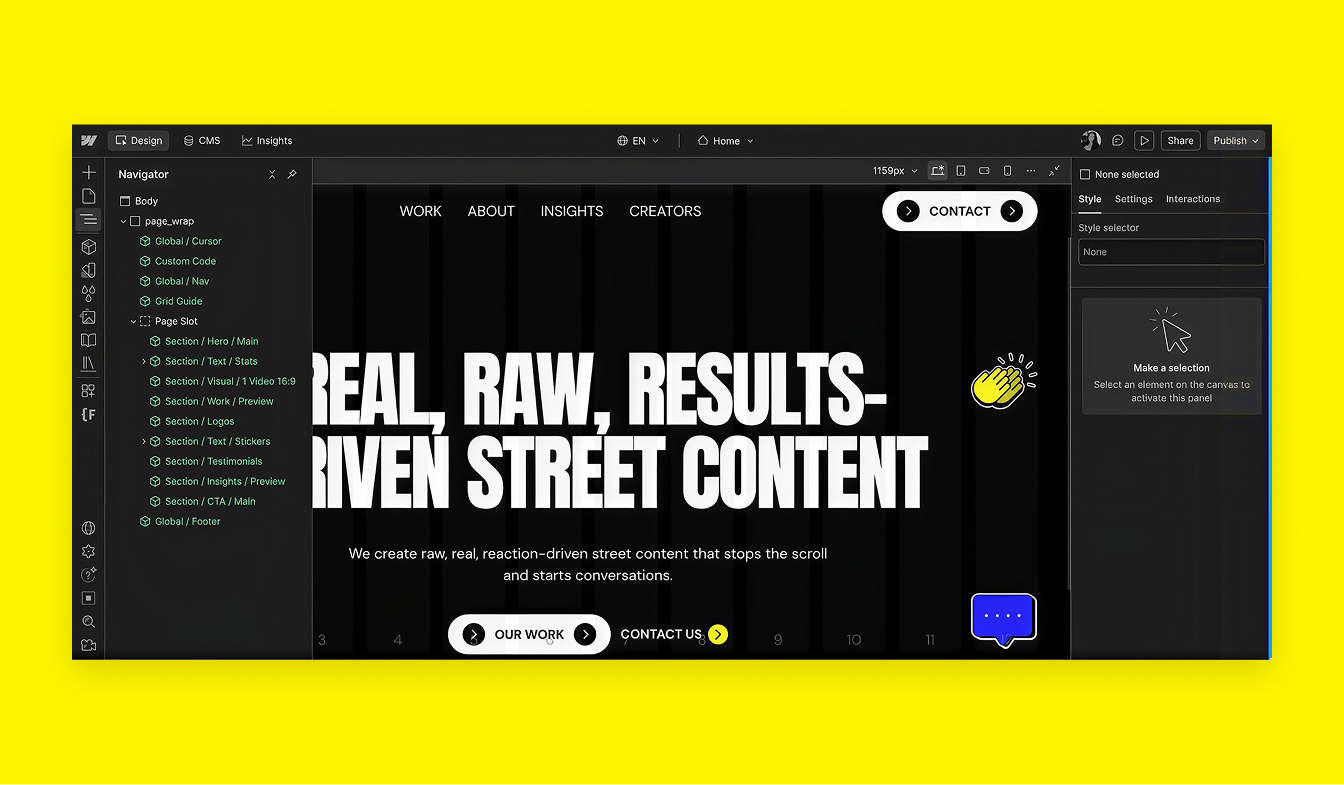 Design
CMS
Insights
EN
Home
Share
Publish
Navigator
Body
page_wrap
Global / Cursor
Custom Code
Global / Nav
Grid Guide
Page Slot
Section / Hero / Main
Section / Text / Stats
Section / Visual / 1 Video 16:9
Section / Work / Preview
Section / Logos
Section / Text / Stickers
Section / Testimonials
Section / Insights / Preview
Section / CTA / Main
Global / Footer
1159px
WORK ABOUT INSIGHTS CREATORS
CONTACT
REAL, RAW, RESULTS-
RIVEN STREET CONTENT
We create raw, real, reaction-driven street content that stops the scroll
and starts conversations.
OUR WORK
CONTACT US
3 4 5 6 7 8 9 10 11 12
None selected
Style Settings Interactions
Style selector
None
Make a selection
Select an element on the canvas to
activate this panel